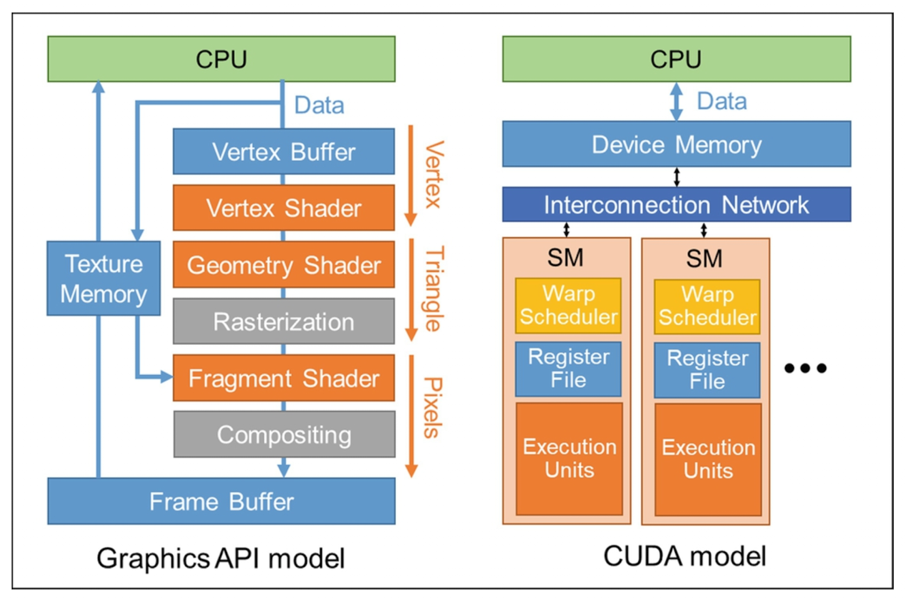 CPU
Data
Vertex Buffer
Vertex Shader
Geometry Shader
Rasterization
Fragment Shader
Compositing
Frame Buffer
Texture
Memory
Vertex
Triangle
Pixels
Graphics API model
CPU
Data
Device Memory
Interconnection Network
SM
Warp
Scheduler
Register
File
Execution
Units
SM
Warp
Scheduler
Register
File
Execution
Units
CUDA model